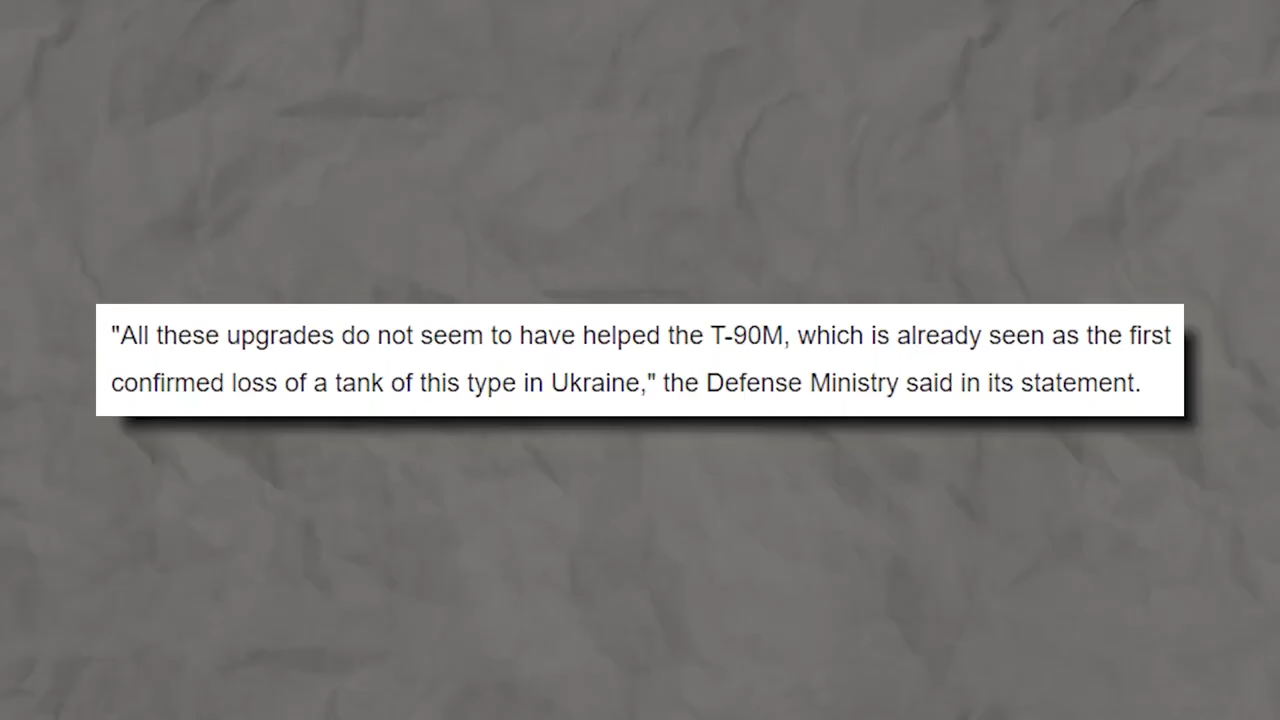 "All these upgrades do not seem to have helped the T-90M, which is already seen as the first
confirmed loss of a tank of this type in Ukraine," the Defense Ministry said in its statement.